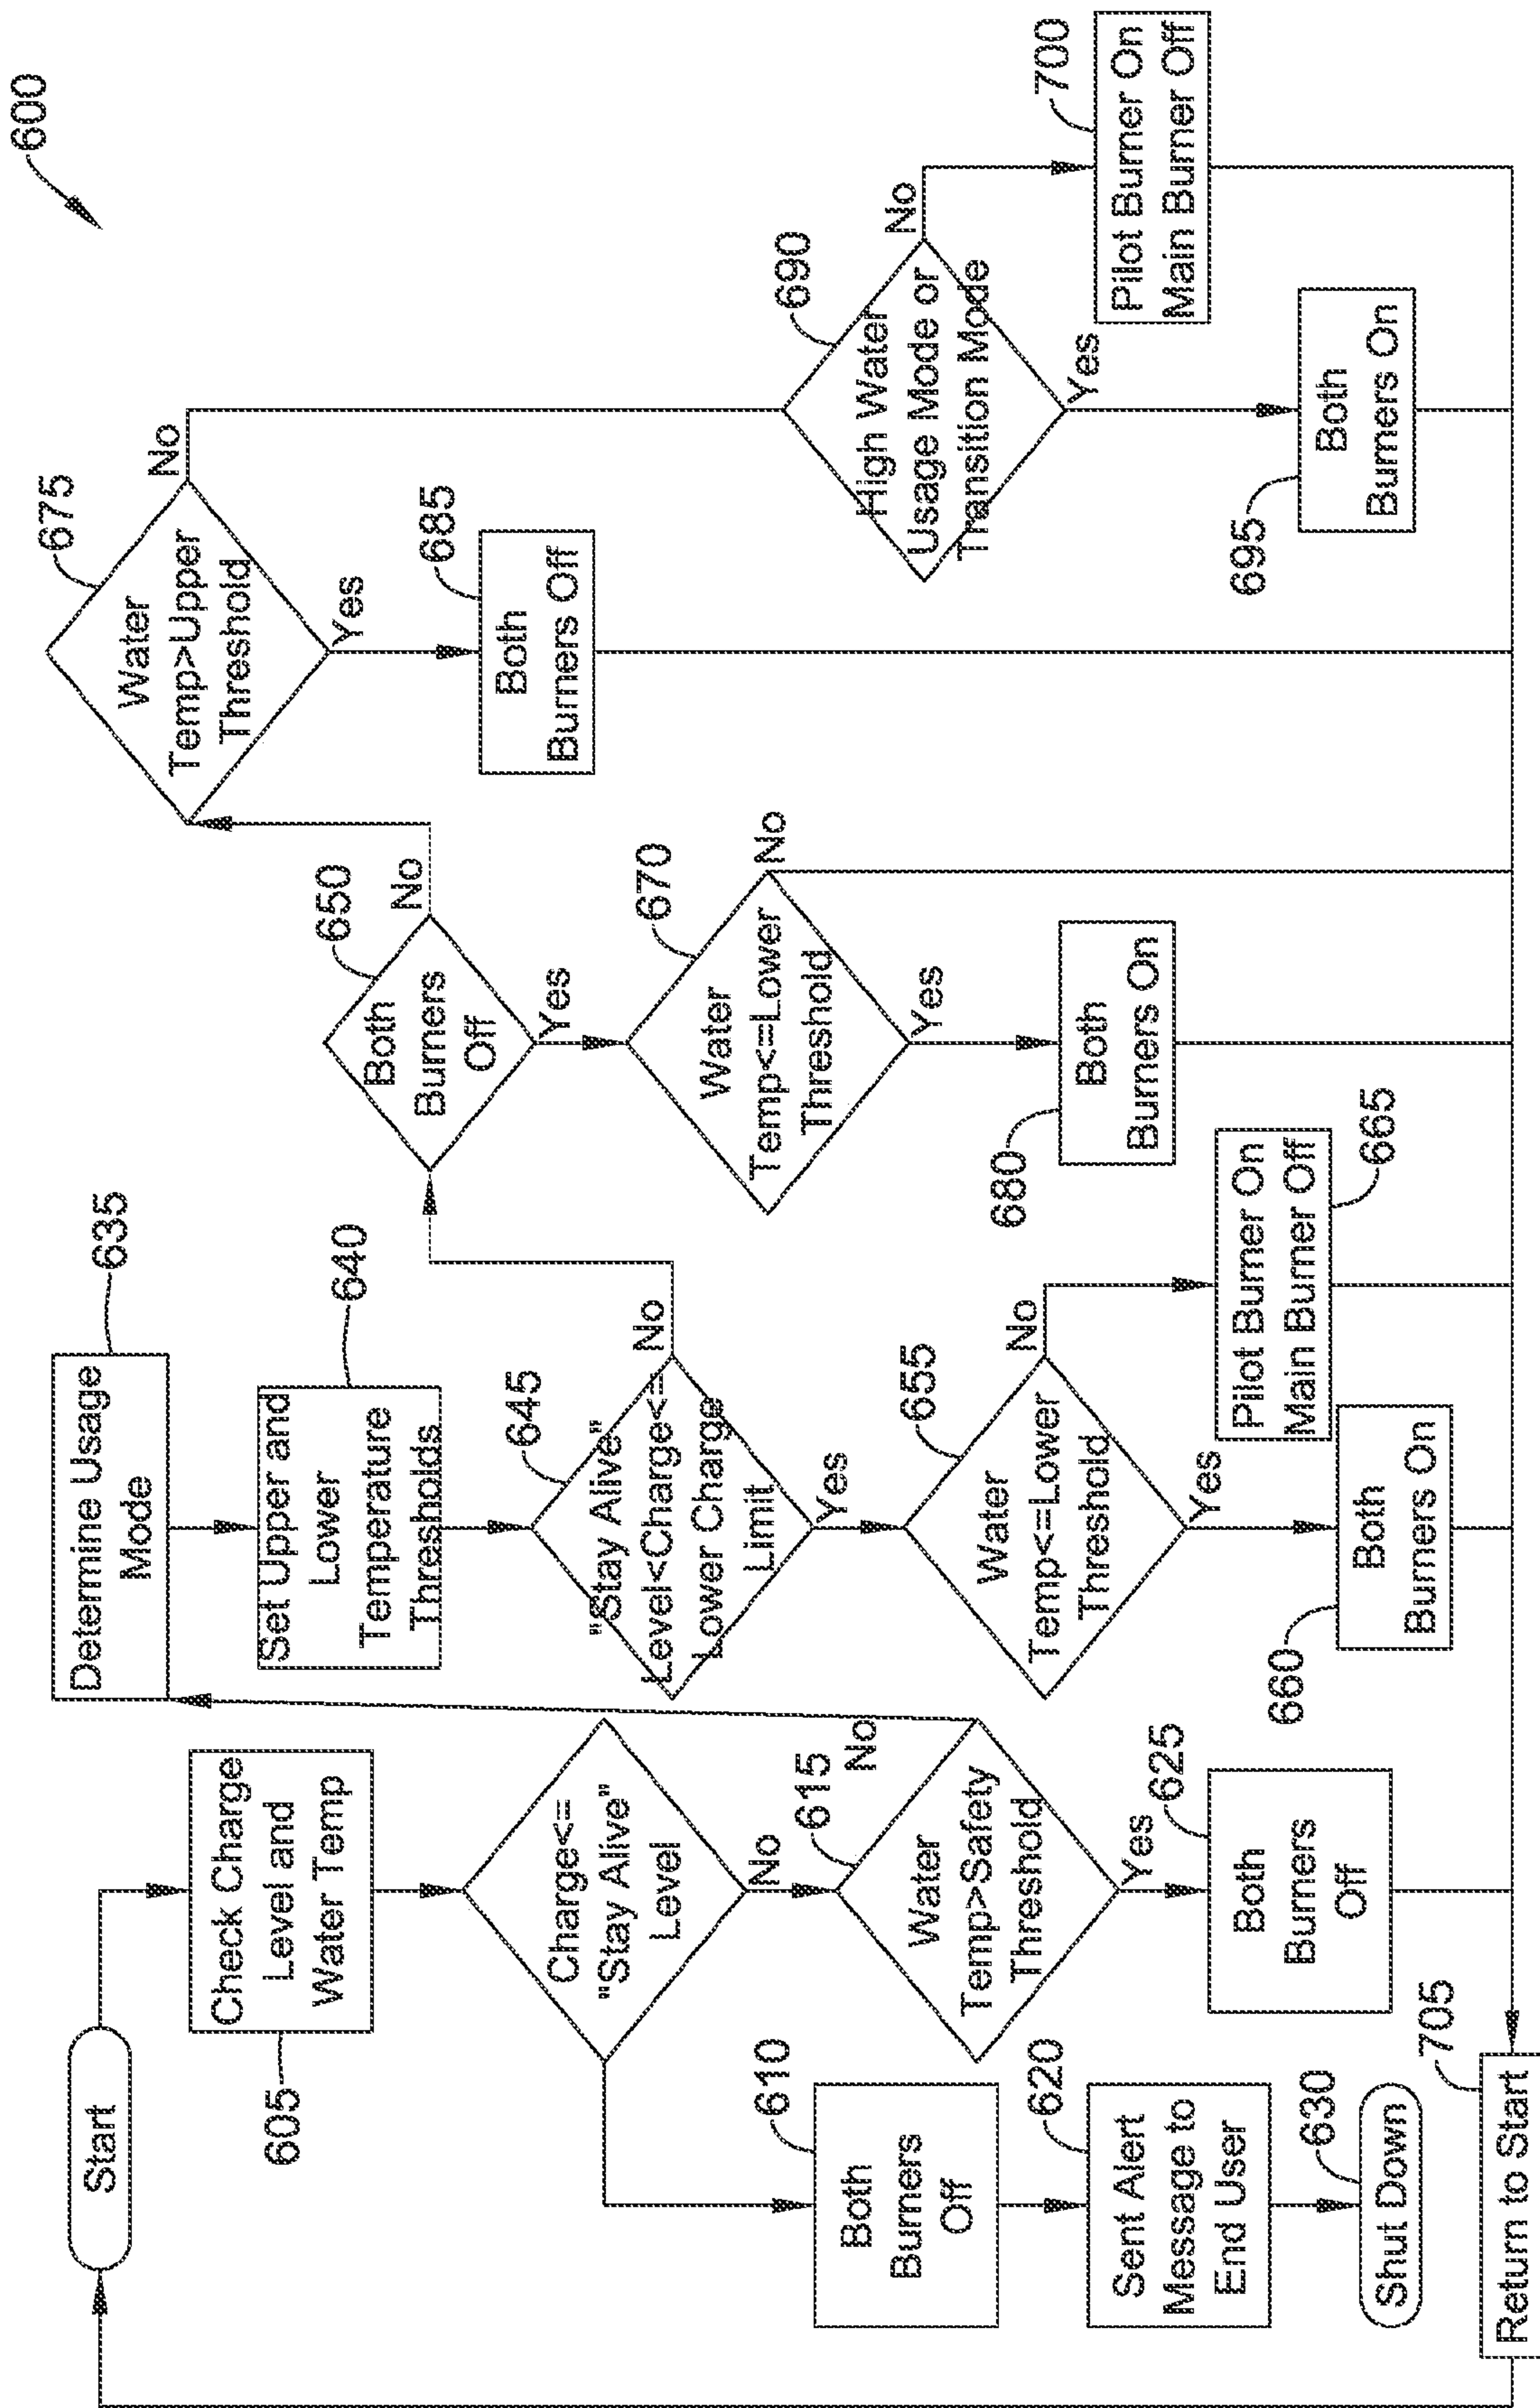 600
Start
Check Charge
Level and
Water Temp
605
Charge<=
"Stay Alive"
Level
No
Both
Burners
Off
610
Sent Alert
Message to
End User
620
Shut Down
630
Water
Temp>Safety
Threshold
615
No
Yes
Both
Burners
Off
625
Determine Usage
Mode
635
Set Upper and
Lower
Temperature
Thresholds
640
"Stay Alive"
Level<Charge<=
Lower Charge
Limit
645
No
Yes
Water
Temp<=Lower
Threshold
655
No
Yes
Both
Burners On
660
Pilot Burner On
Main Burner Off
665
Both
Burners
Off
650
No
Yes
Water
Temp<=Lower
Threshold
670
No
Yes
Both
Burners On
680
Water
Temp>Upper
Threshold
675
No
Yes
Both
Burners Off
685
High Water
Usage Mode or
Transition Mode
690
No
Yes
Both
Burners On
695
Pilot Burner On
Main Burner Off
700
Return to Start
705